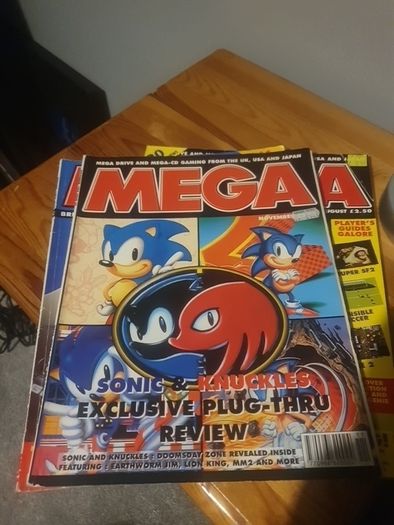 MEGA DRIVE AND MEGA-CD GAMING FROM THE UK, USA AND JAPAN
MEGA
NOVEMBER
SONIC & KNUCKLES
EXCLUSIVE PLUG-THRU
REVIEW
SONIC AND KNUCKLES: DOOMSDAY ZONE REVEALED INSIDE
FEATURING: EARTHWORM JIM, LION KING, MM2 AND MORE
USA AND
A
AUGUST £2.50
PLAYER'S
GUIDES
GALORE
SUPER SF2